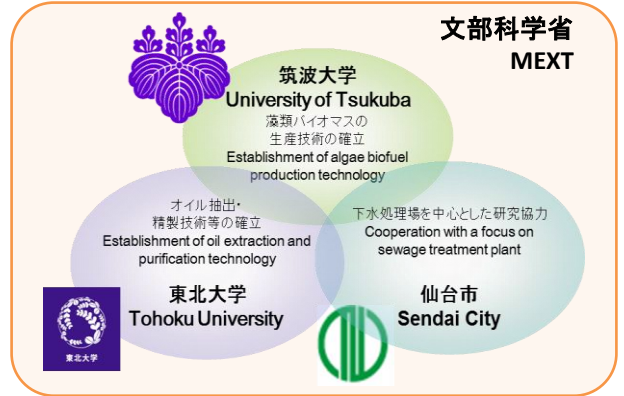 文部科学省
MEXT
筑波大学
University of Tsukuba
藻類バイオマスの
生産技術の確立
Establishment of algae biofuel
production technology
オイル抽出・
精製技術等の確立
Establishment of oil extraction and
purification technology
東北大学
Tohoku University
東北大学
下水処理場を中心とした研究協力
Cooperation with a focus on
sewage treatment plant
仙台市
Sendai City